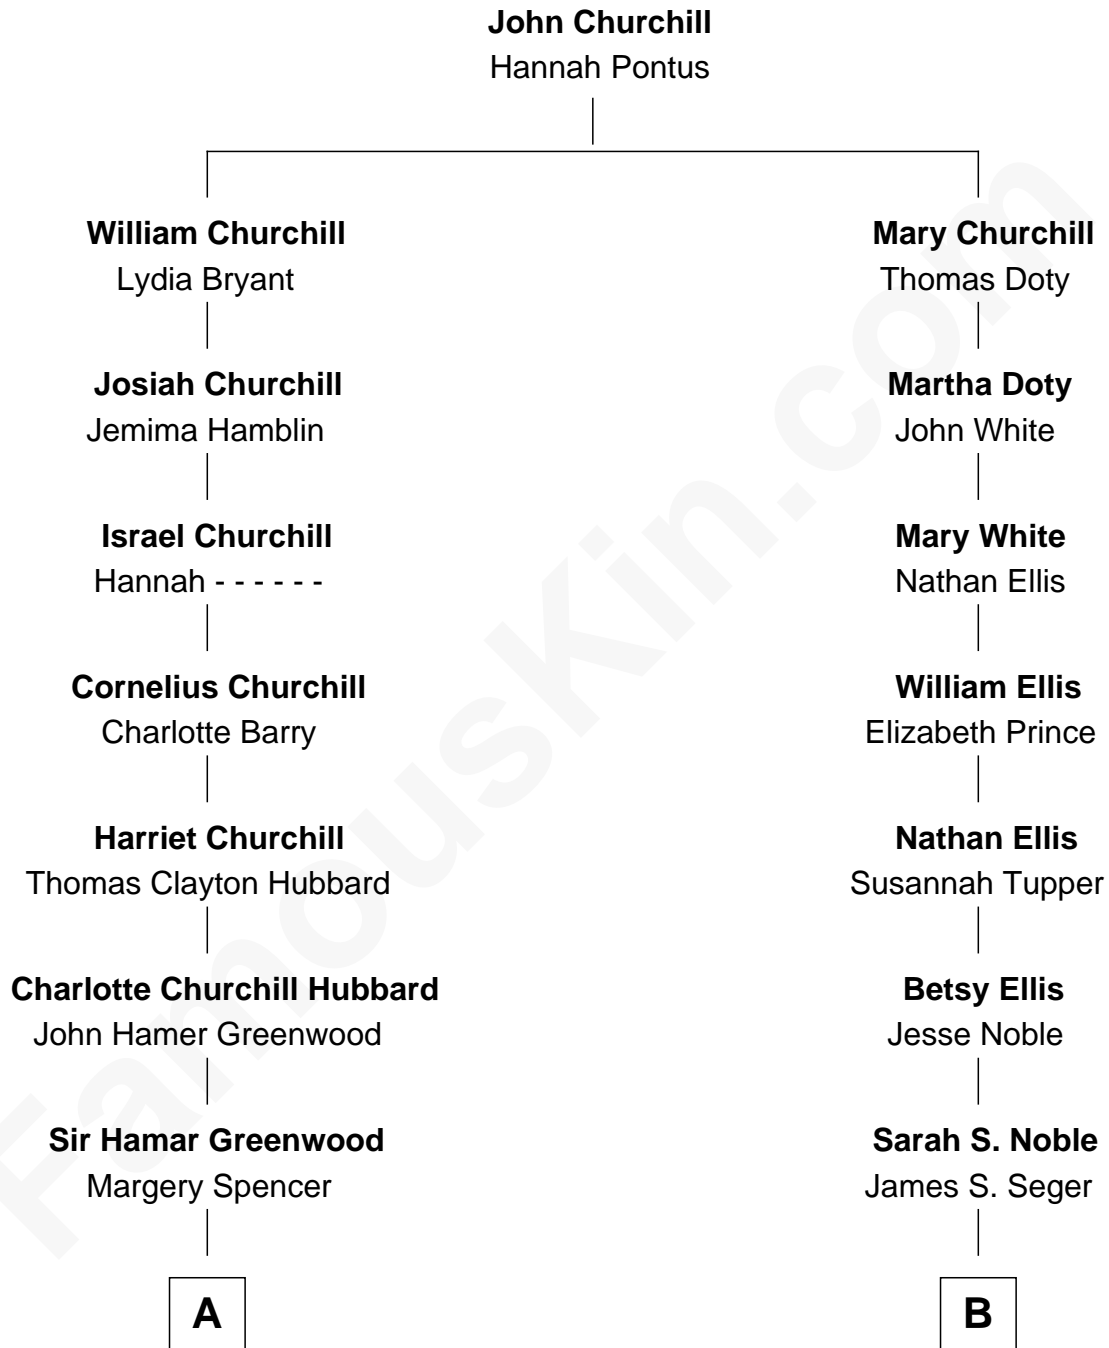 John Churchill
Hannah Pontus
William Churchill
Lydia Bryant
Mary Churchill
Thomas Doty
Josiah Churchill
Jemima Hamblin
Martha Doty
John White
Israel Churchill
Hannah - - - - - -
Mary White
Nathan Ellis
Cornelius Churchill
Charlotte Barry
William Ellis
Elizabeth Prince
Harriet Churchill
Thomas Clayton Hubbard
Nathan Ellis
Susannah Tupper
Charlotte Churchill Hubbard
John Hamer Greenwood
Betsy Ellis
Jesse Noble
Sir Hamar Greenwood
Margery Spencer
Sarah S. Noble
James S. Seger
A
B
FamousKin.com